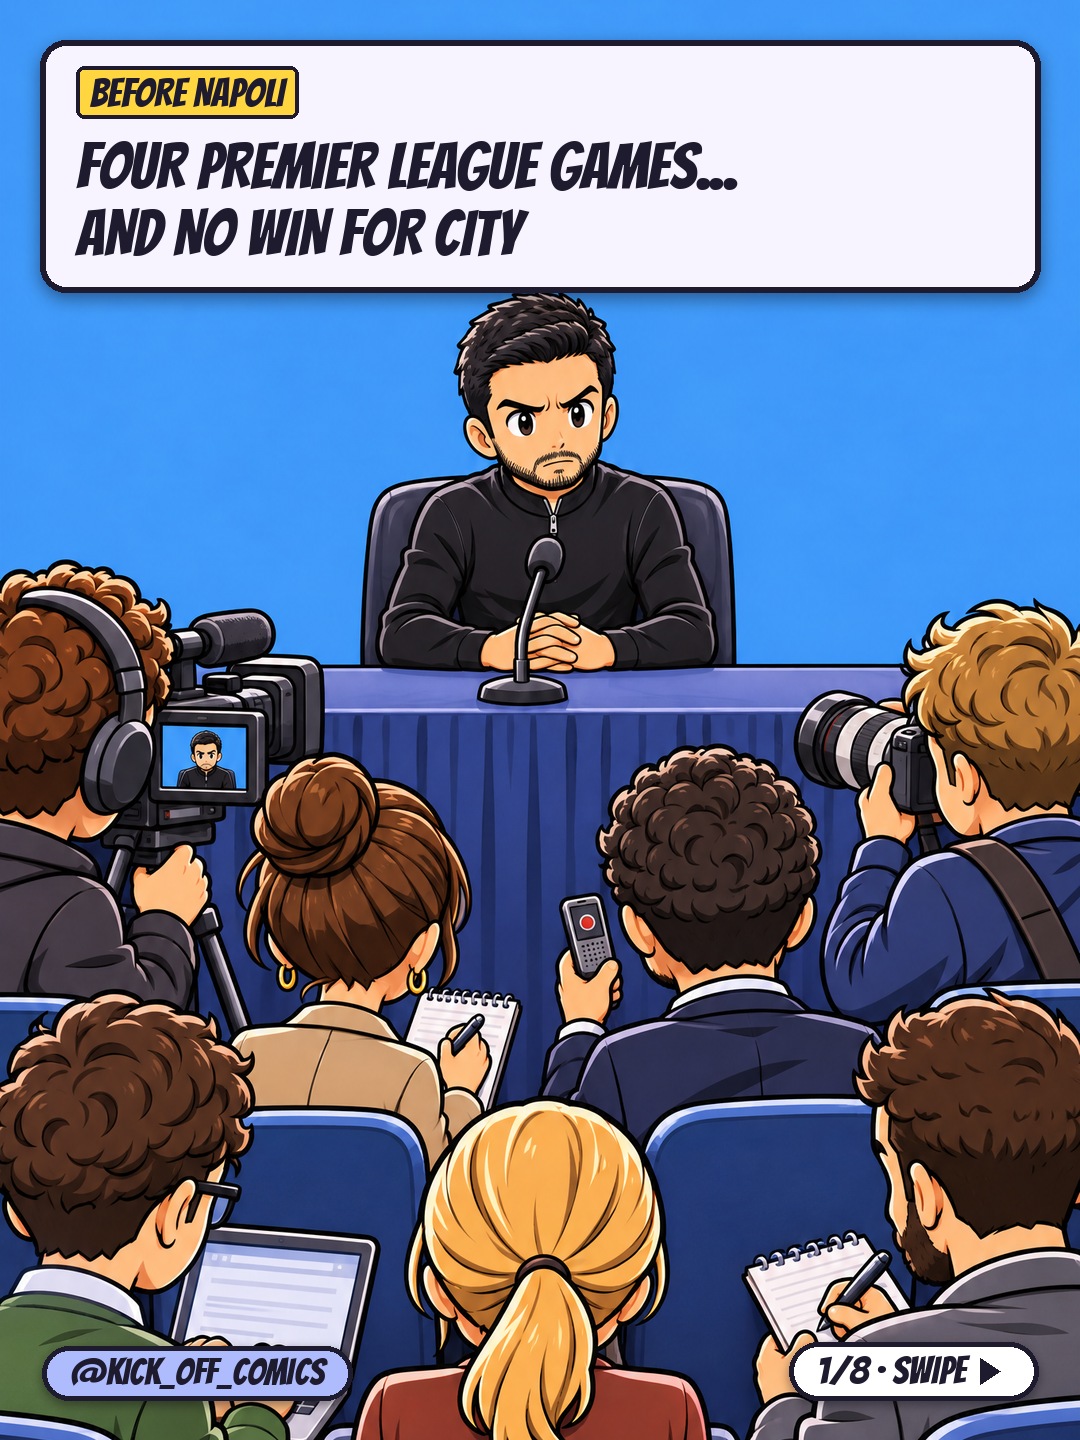 BEFORE NAPOLI
FOUR PREMIER LEAGUE GAMES...
AND NO WIN FOR CITY
@KICK_OFF_COMICS
1/8 • SWIPE ▶